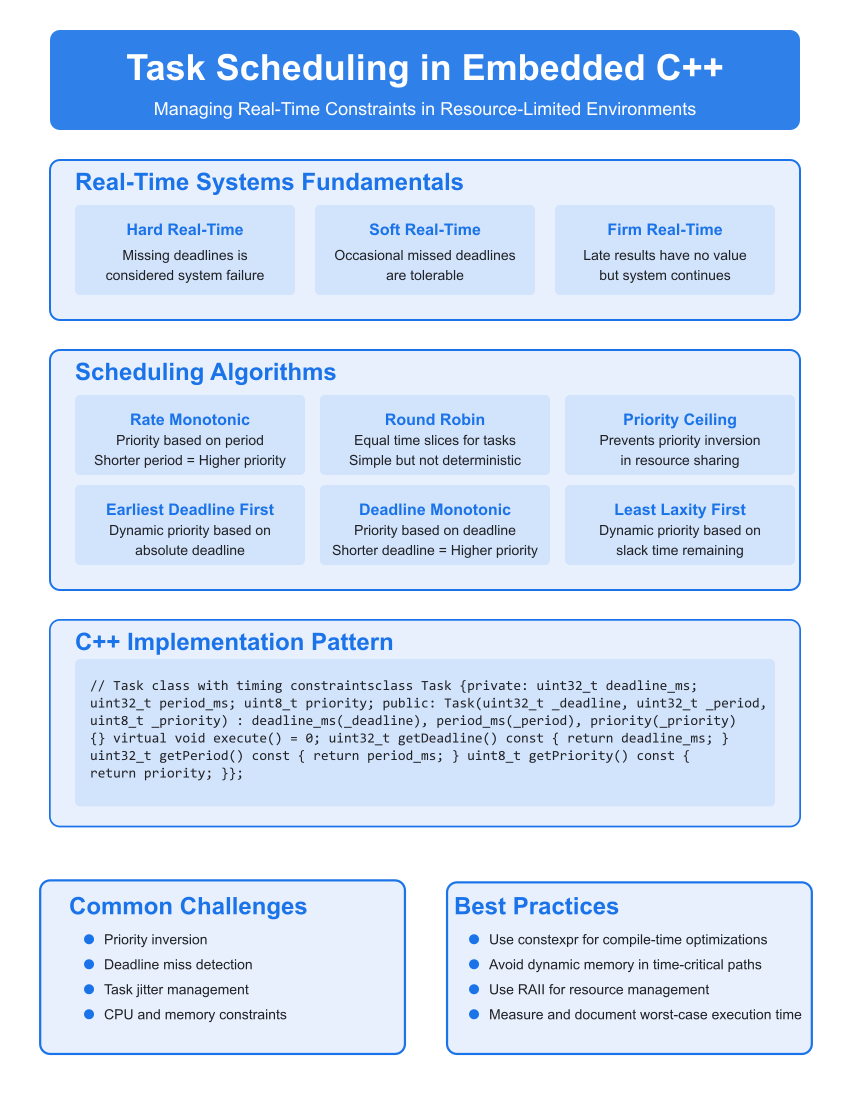 Task Scheduling in Embedded C++
Managing Real-Time Constraints in Resource-Limited Environments
Real-Time Systems Fundamentals
Hard Real-Time
Missing deadlines is
considered system failure
Soft Real-Time
Occasional missed deadlines
are tolerable
Firm Real-Time
Late results have no value
but system continues
Scheduling Algorithms
Rate Monotonic
Priority based on period
Shorter period = Higher priority
Round Robin
Equal time slices for tasks
Simple but not deterministic
Priority Ceiling
Prevents priority inversion
in resource sharing
Earliest Deadline First
Dynamic priority based on
absolute deadline
Deadline Monotonic
Priority based on deadline
Shorter deadline = Higher priority
Least Laxity First
Dynamic priority based on
slack time remaining
C++ Implementation Pattern
// Task class with timing constraintsclass Task {private: uint32_t deadline_ms;
uint32_t period_ms; uint8_t priority; public: Task(uint32_t _deadline, uint32_t _period,
uint8_t _priority) : deadline_ms(_deadline), period_ms(_period), priority(_priority)
{} virtual void execute() = 0; uint32_t getDeadline() const { return deadline_ms; }
uint32_t getPeriod() const { return period_ms; } uint8_t getPriority() const {
return priority; }};
Common Challenges
Priority inversion
Deadline miss detection
Task jitter management
CPU and memory constraints
Best Practices
Use constexpr for compile-time optimizations
Avoid dynamic memory in time-critical paths
Use RAII for resource management
Measure and document worst-case execution time